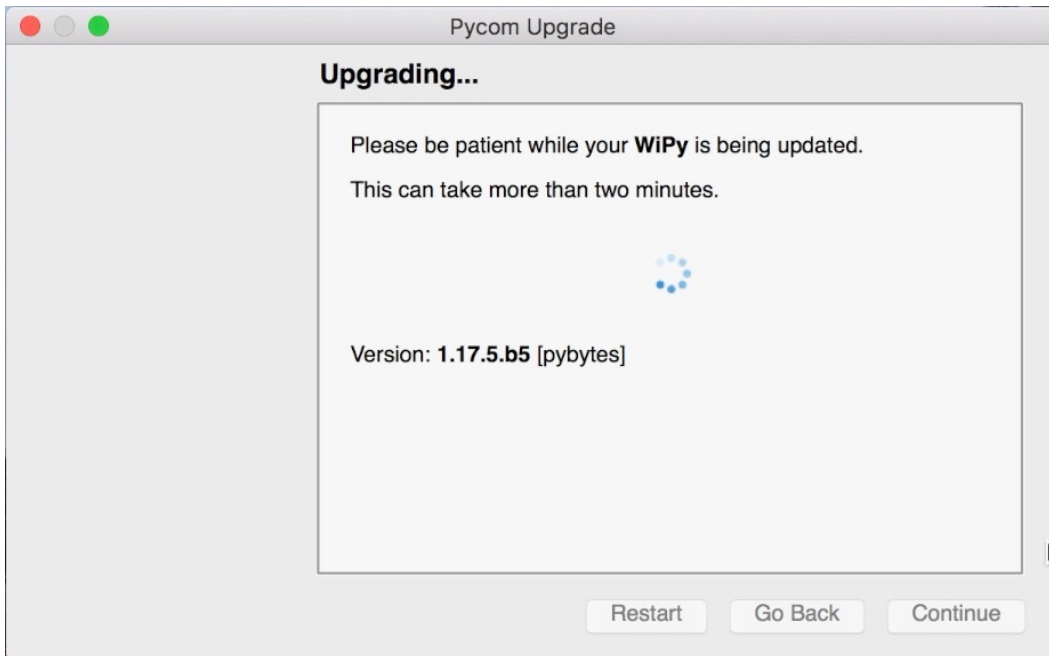 Pycom Upgrade
Upgrading...
Please be patient while your WiPy is being updated.
This can take more than two minutes.
Version: 1.17.5.b5 [pybytes]
Restart Go Back Continue